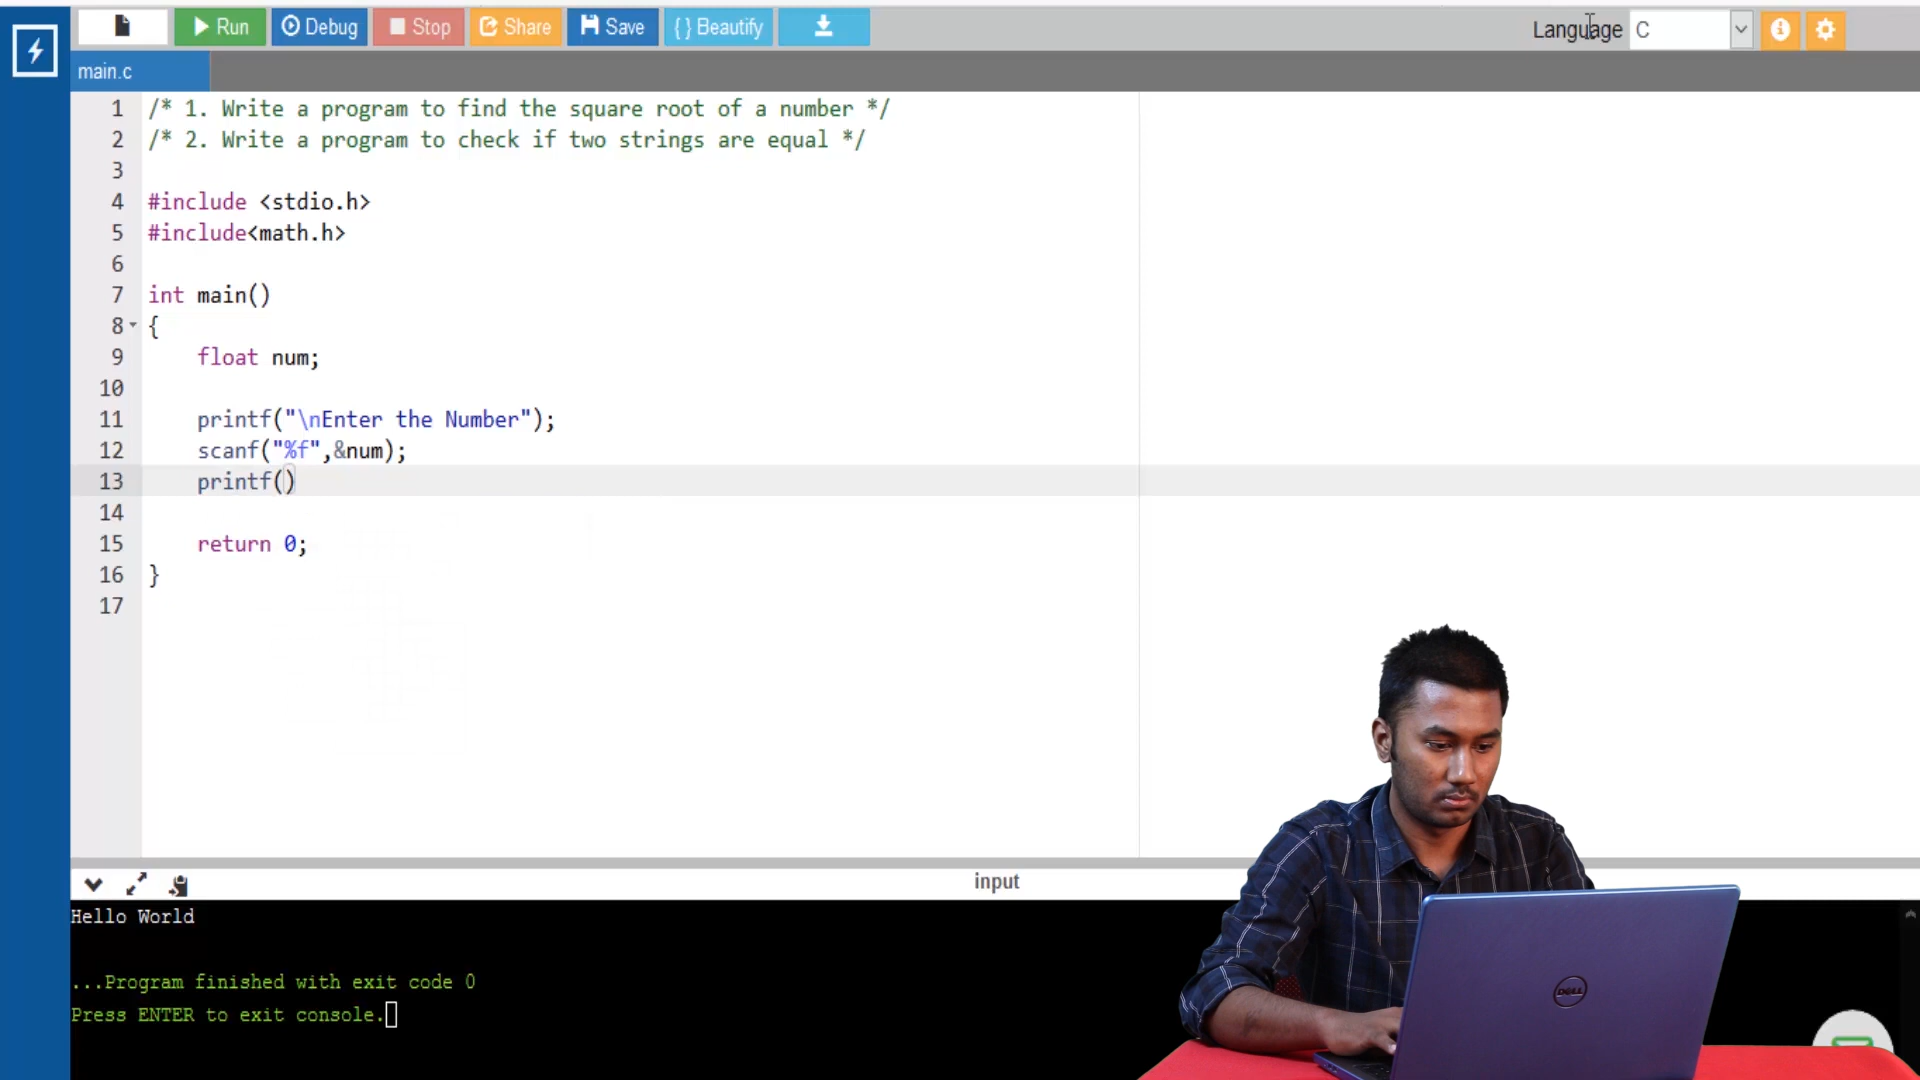 Run Debug Stop Share Save { } Beautify Language C
main.c
1 /* 1. Write a program to find the square root of a number */
2 /* 2. Write a program to check if two strings are equal */
3
4 #include <stdio.h>
5 #include<math.h>
6
7 int main()
8 {
9 float num;
10
11 printf("\nEnter the Number");
12 scanf("%f",&num);
13 printf()
14
15 return 0;
16 }
17
input
Hello World
...Program finished with exit code 0
Press ENTER to exit console.
DELL